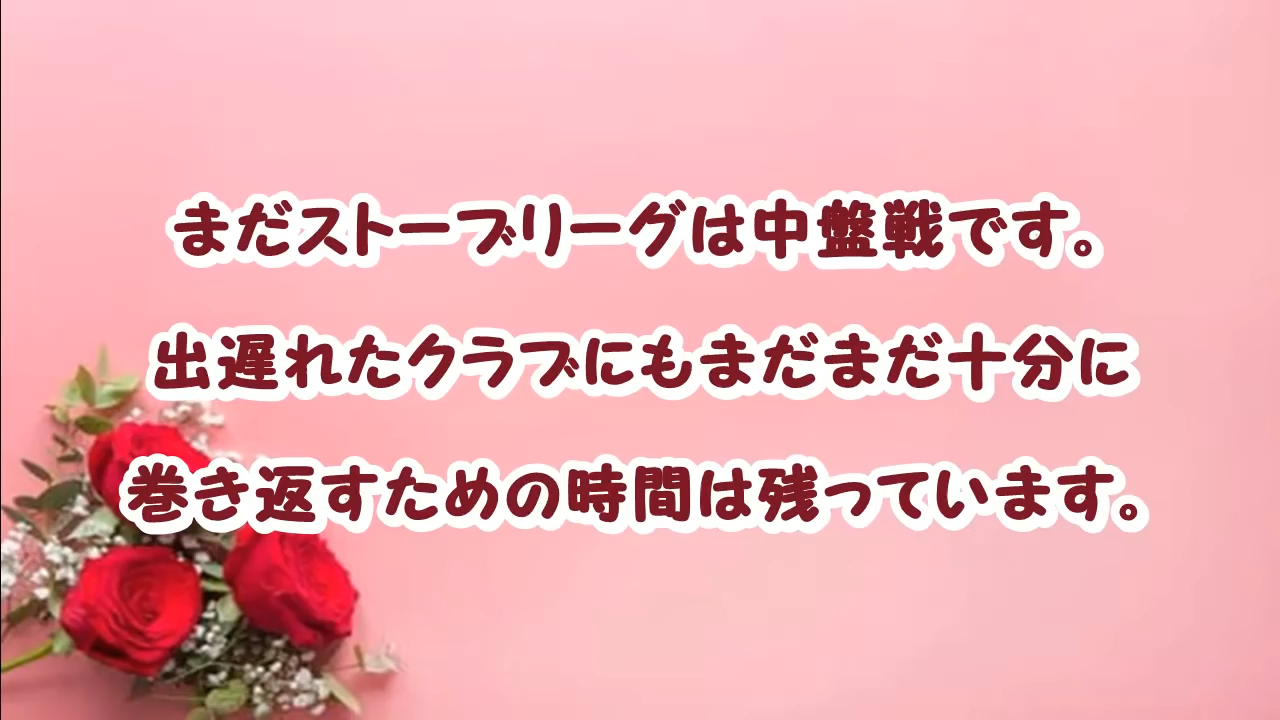 まだストーブリーグは中盤戦です。
出遅れたクラブにもまだまだ十分に
巻き返すための時間は残っています。